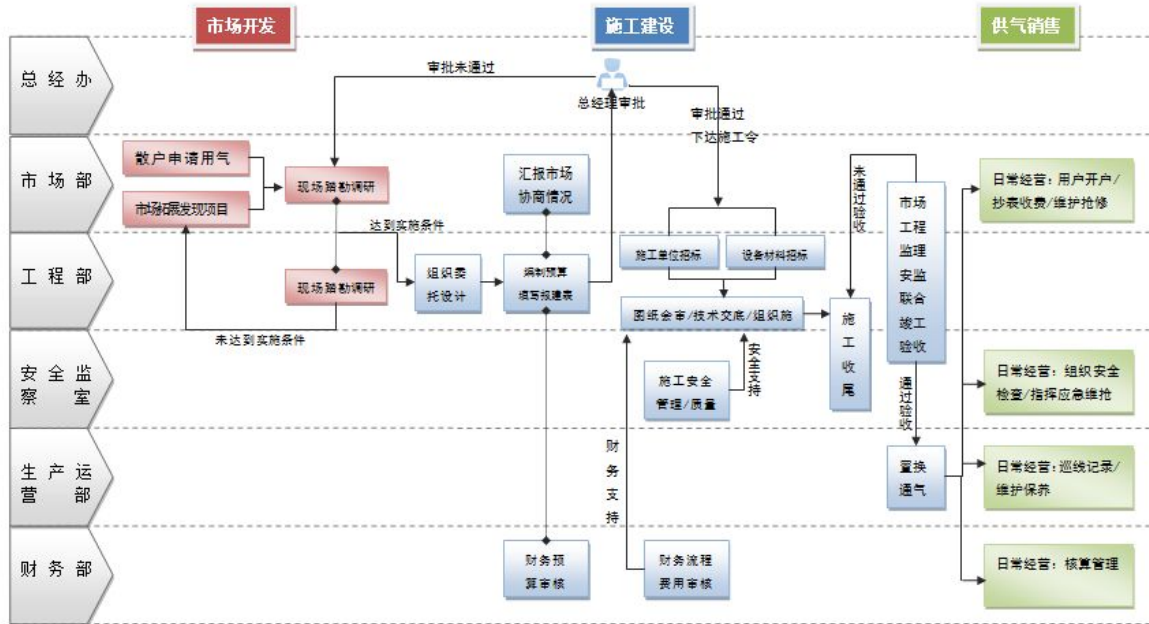 市场开发
施工建设
供气销售
总经办
审批未通过
总经理审批
审批通过
下达施工令
市场部
散户申请用气
市场拓展发现项目
现场踏勘调研
达到实施条件
汇报市场
协商情况
未通过验收
市场
工程
监理
安监
联合
竣工
验收
日常经营：用户开户/
抄表收费/维护抢修
工程部
现场踏勘调研
未达到实施条件
组织委
托设计
编制预算
填写报建表
施工单位招标
设备材料招标
图纸会审/技术交底/组织施
施工收尾
安全监
察室
施工安全
管理/质量
安全支持
通过验收
日常经营：组织安全
检查/指挥应急维抢
生产运
营部
财务支持
置换
通气
日常经营：巡线记录/
维护保养
财务部
财务预
算审核
财务流程
费用审核
日常经营：核算管理